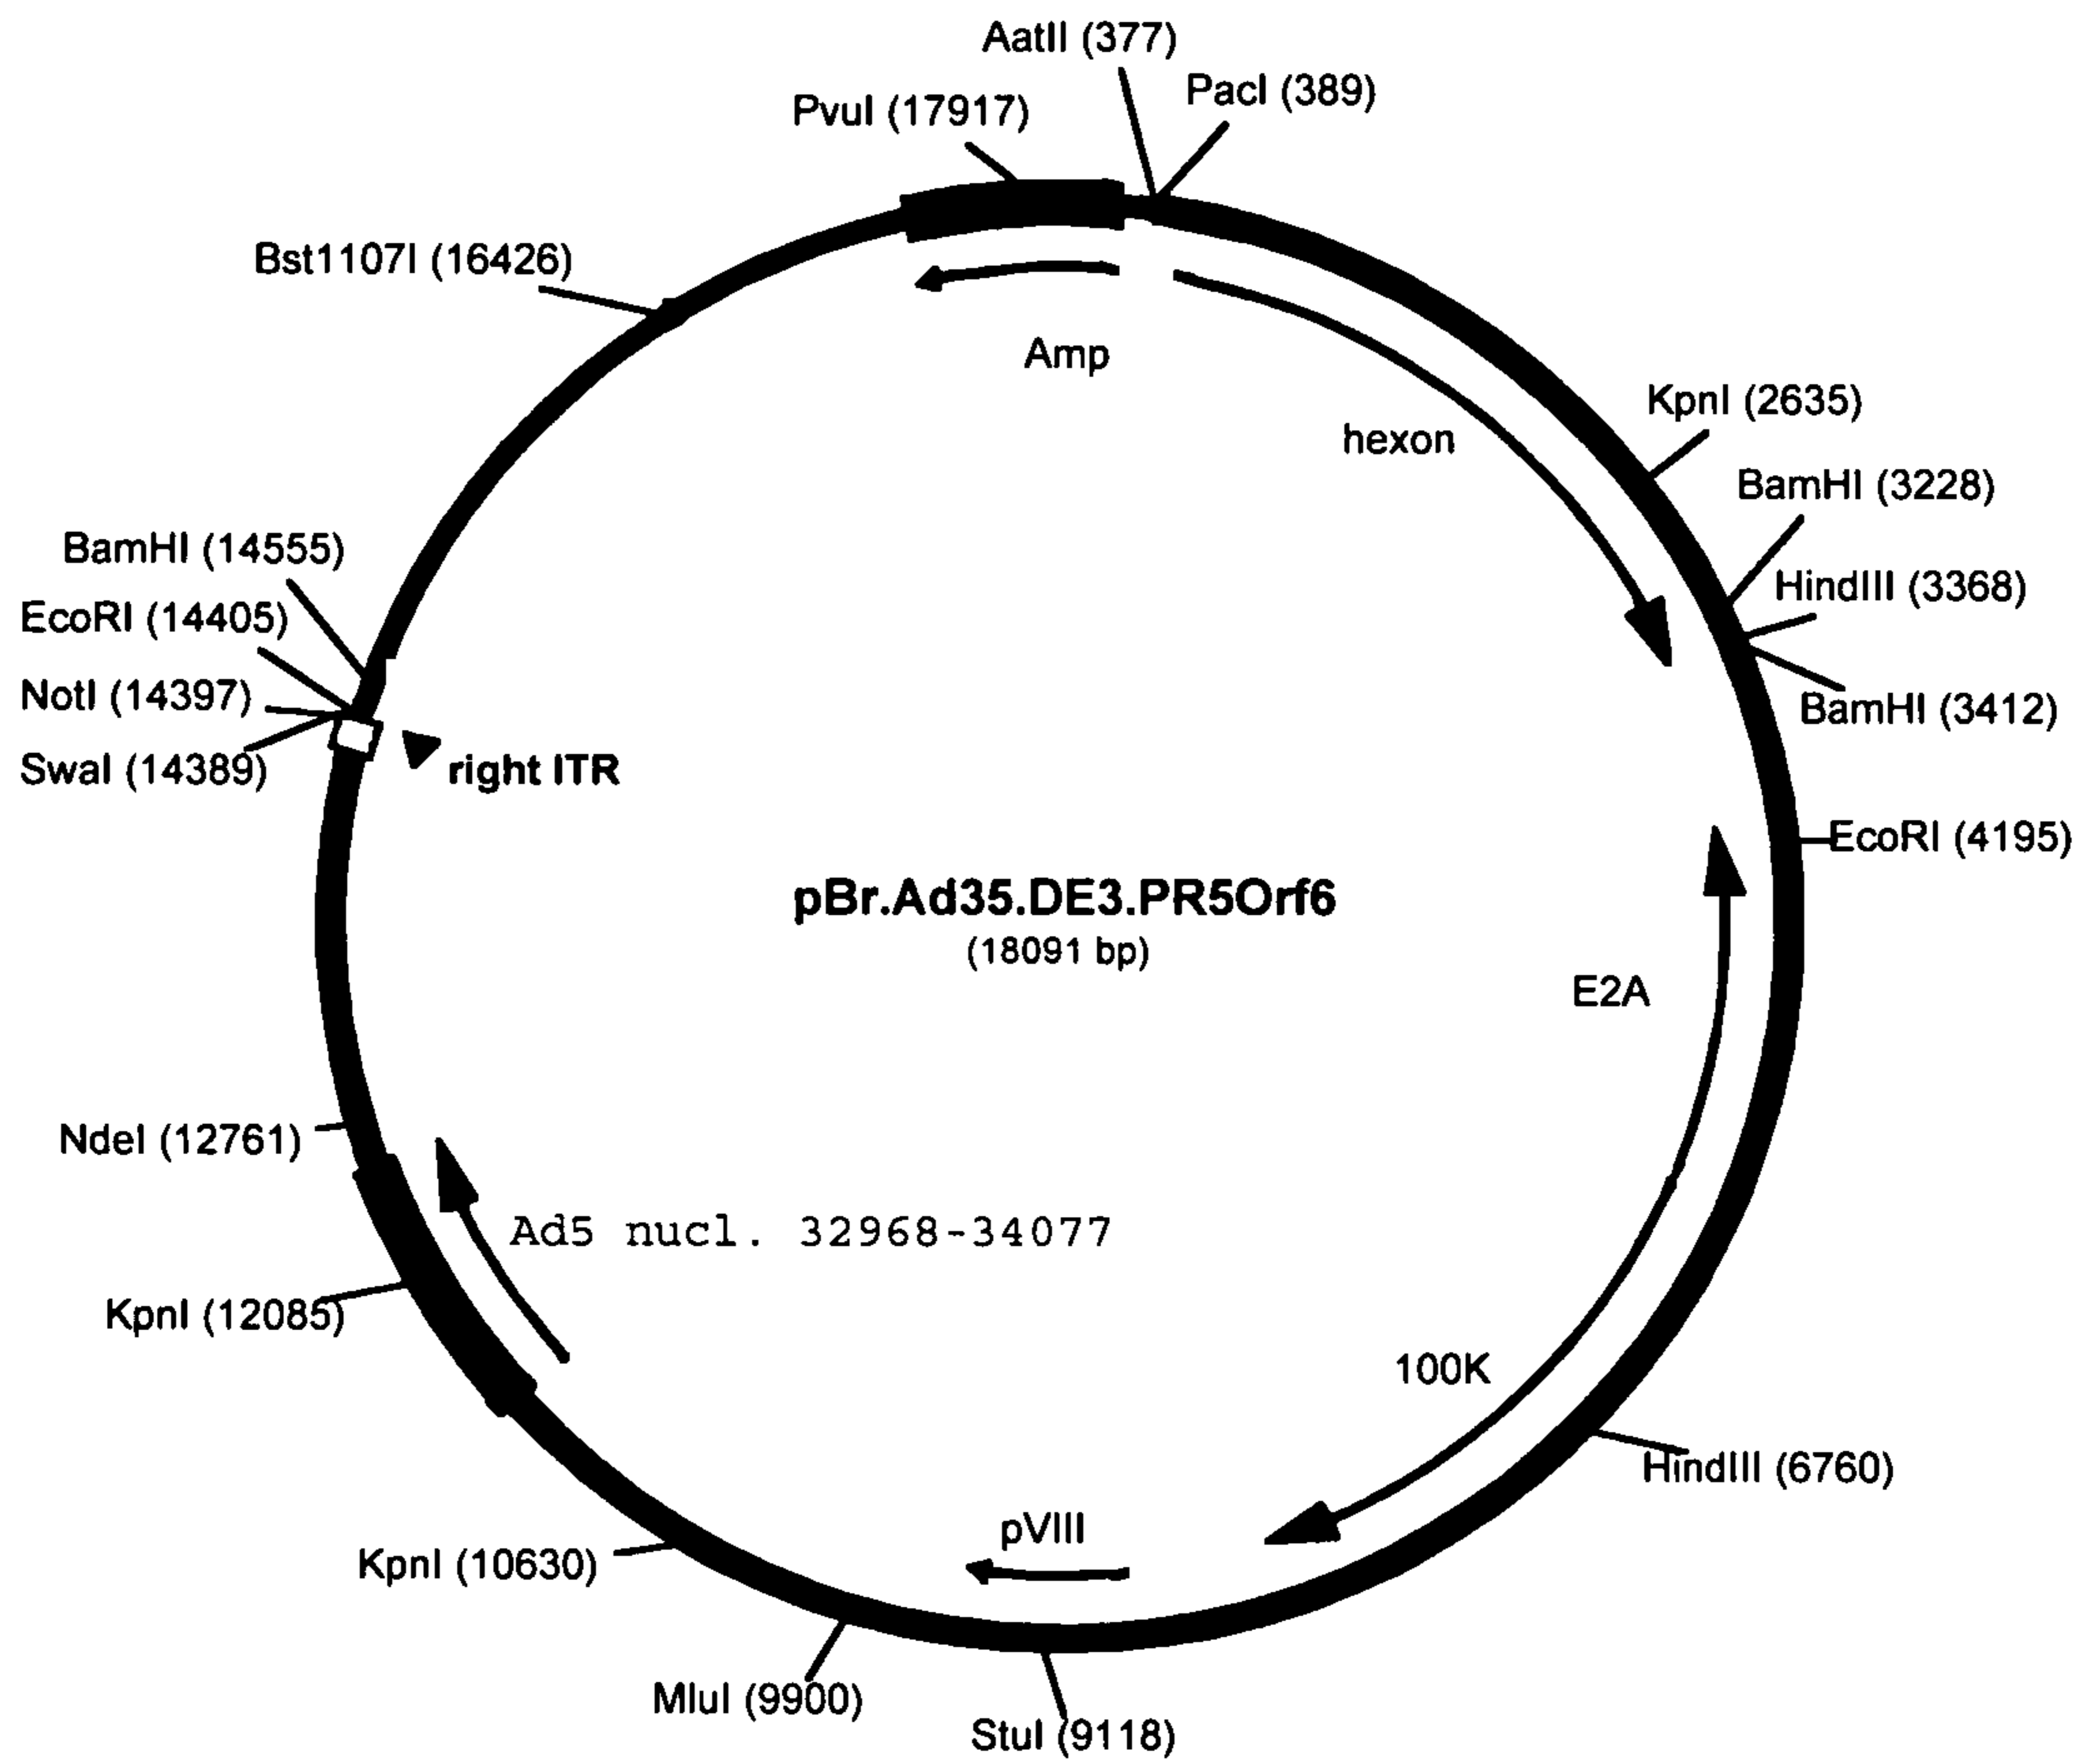 AatII (377)
PacI (389)
PvuI (17917)
Bst1107I (16426)
Amp
KpnI (2635)
hexon
BamHI (3228)
BamHI (14555)
HindIII (3368)
EcoRI (14405)
NotI (14397)
BamHI (3412)
SwaI (14389)
right ITR
EcoRI (4195)
pBr.Ad35.DE3.PR5Orf6
(18091 bp)
E2A
NdeI (12761)
Ad5 nucl. 32968-34077
KpnI (12085)
100K
HindIII (6760)
pVIII
KpnI (10630)
MluI (9900)
StuI (9118)